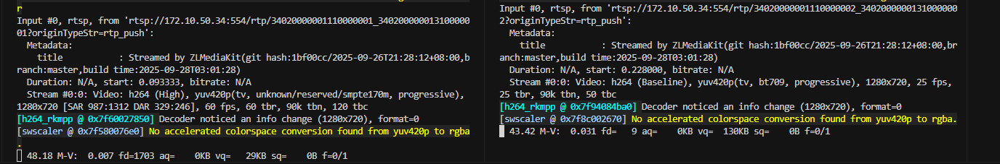 r
Input #0, rtsp, from 'rtsp://172.10.50.34:554/rtp/34020000001110000001_340200000013100000
01?originTypeStr=rtp_push':
  Metadata:
    title           : Streamed by ZLMediaKit(git hash:1bf00cc/2025-09-26T21:28:12+08:00,b
ranch:master,build time:2025-09-28T03:01:28)
  Duration: N/A, start: 0.093333, bitrate: N/A
  Stream #0:0: Video: h264 (High), yuv420p(tv, unknown/reserved/smpte170m, progressive),
1280x720 [SAR 987:1312 DAR 329:246], 60 fps, 60 tbr, 90k tbn, 120 tbc
[h264_rkmpp @ 0x7f60027850] Decoder noticed an info change (1280x720), format=0
[swscaler @ 0x7f580076e0] No accelerated colorspace conversion found from yuv420p to rgba
.
48.18 M-V:  0.007 fd=1703 aq=    0KB vq=   29KB sq=    0B f=0/1
Input #0, rtsp, from 'rtsp://172.10.50.34:554/rtp/34020000001110000002_3402000000131000000
2?originTypeStr=rtp_push':
  Metadata:
    title           : Streamed by ZLMediaKit(git hash:1bf00cc/2025-09-26T21:28:12+08:00,br
anch:master,build time:2025-09-28T03:01:28)
  Duration: N/A, start: 0.228000, bitrate: N/A
  Stream #0:0: Video: h264 (Baseline), yuv420p(tv, bt709, progressive), 1280x720, 25 fps,
25 tbr, 90k tbn, 50 tbc
[h264_rkmpp @ 0x7f94084ba0] Decoder noticed an info change (1280x720), format=0
[swscaler @ 0x7f8c002670] No accelerated colorspace conversion found from yuv420p to rgba.
43.42 M-V:  0.031 fd=   9 aq=    0KB vq=  130KB sq=    0B f=0/1